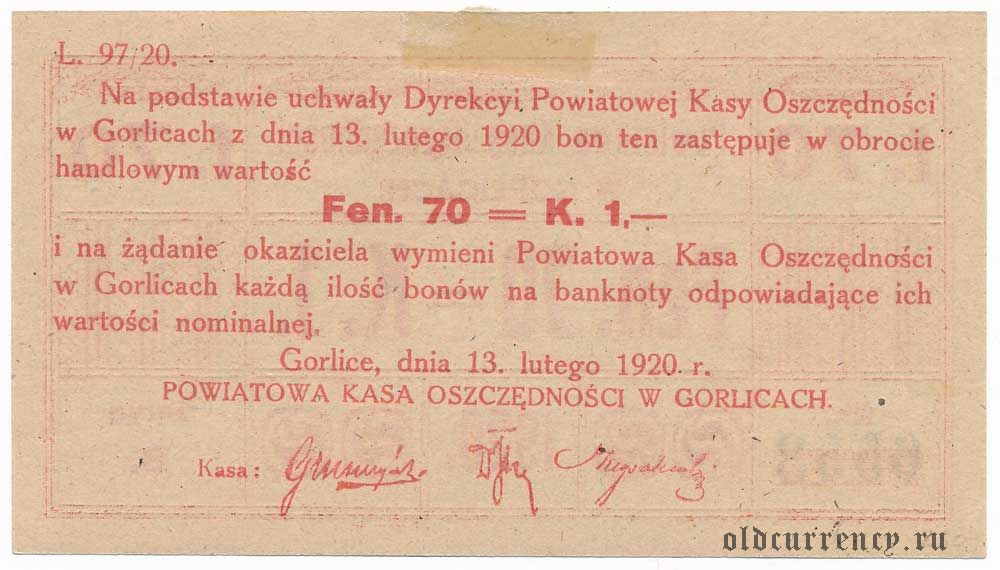 L. 97/20.
Na podstawie uchwały Dyrekcyi Powiatowej Kasy Oszczędności
w Gorlicach z dnia 13. lutego 1920 bon ten zastępuje w obrocie
handlowym wartość
Fen. 70 = K. 1,—
i na żądanie okaziciela wymieni Powiatowa Kasa Oszczędności
w Gorlicach każdą ilość bonów na banknoty odpowiadające ich
wartości nominalnej.
Gorlice, dnia 13. lutego 1920 r.
POWIATOWA KASA OSZCZĘDNOŚCI W GORLICACH.
Kasa:
oldcurrency.ru